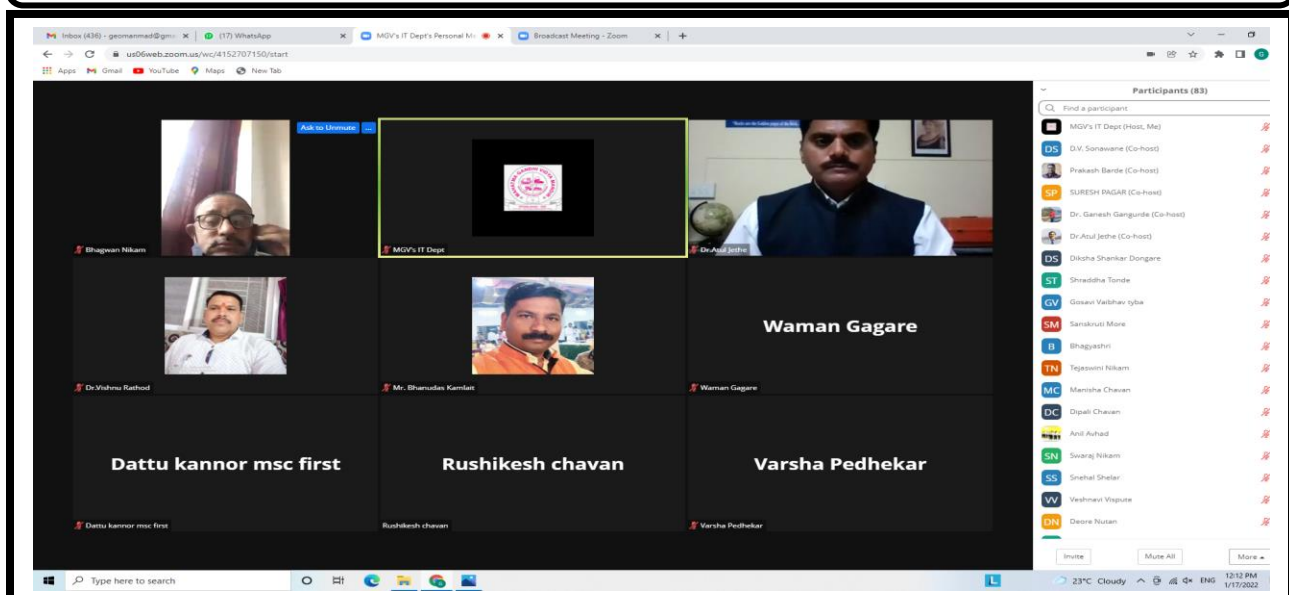 Inbox (436) - geomanmad@gm
(17) WhatsApp
MGV's IT Dept's Personal Me
Broadcast Meeting - Zoom
us06web.zoom.us/wc/4152707150/start
Apps
Gmail
YouTube
Maps
New Tab
Ask to Unmute
...
Bhagwan Nikam
MGV's IT Dept
Dr.Atul Jethe
Dr.Vishnu Rathod
Mr. Bhanudas Kamlait
Waman Gagare
Waman Gagare
Dattu kannor msc first
Rushikesh chavan
Varsha Pedhekar
Dattu kannor msc first
Rushikesh chavan
Varsha Pedhekar
Participants (83)
Find a participant
MGV's IT Dept (Host, Me)
DS D.V. Sonawane (Co-host)
Prakash Barde (Co-host)
SP SURESH PAGAR (Co-host)
Dr. Ganesh Gangurde (Co-host)
Dr.Atul Jethe (Co-host)
DS Diksha Shankar Dongare
ST Shraddha Tonde
GV Gosavi Vaibhav tyba
SM Sanskruti More
B Bhagyashri
TN Tejaswini Nikam
MC Manisha Chavan
DC Dipali Chavan
Anil Avhad
SN Swaraj Nikam
SS Snehal Shelar
VV Veshnavi Vispute
DN Deore Nutan
Invite
Mute All
More
Type here to search
L
23°C Cloudy
ENG
12:12 PM
1/17/2022